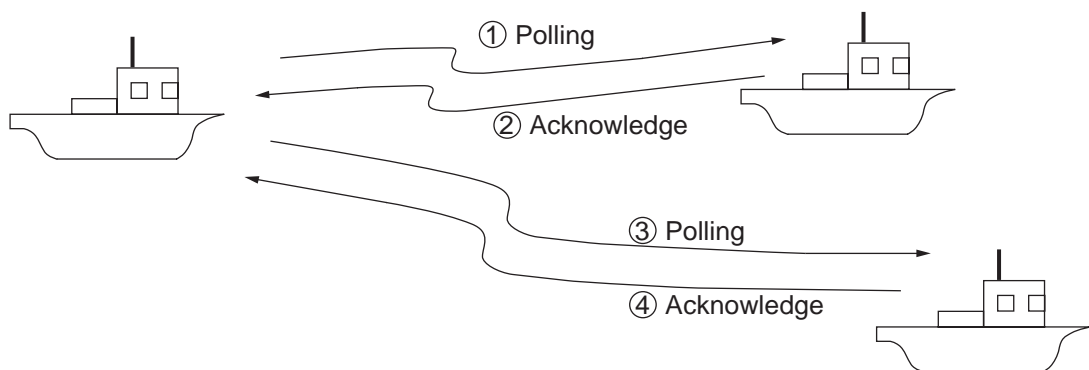 ① Polling
② Acknowledge
③ Polling
④ Acknowledge